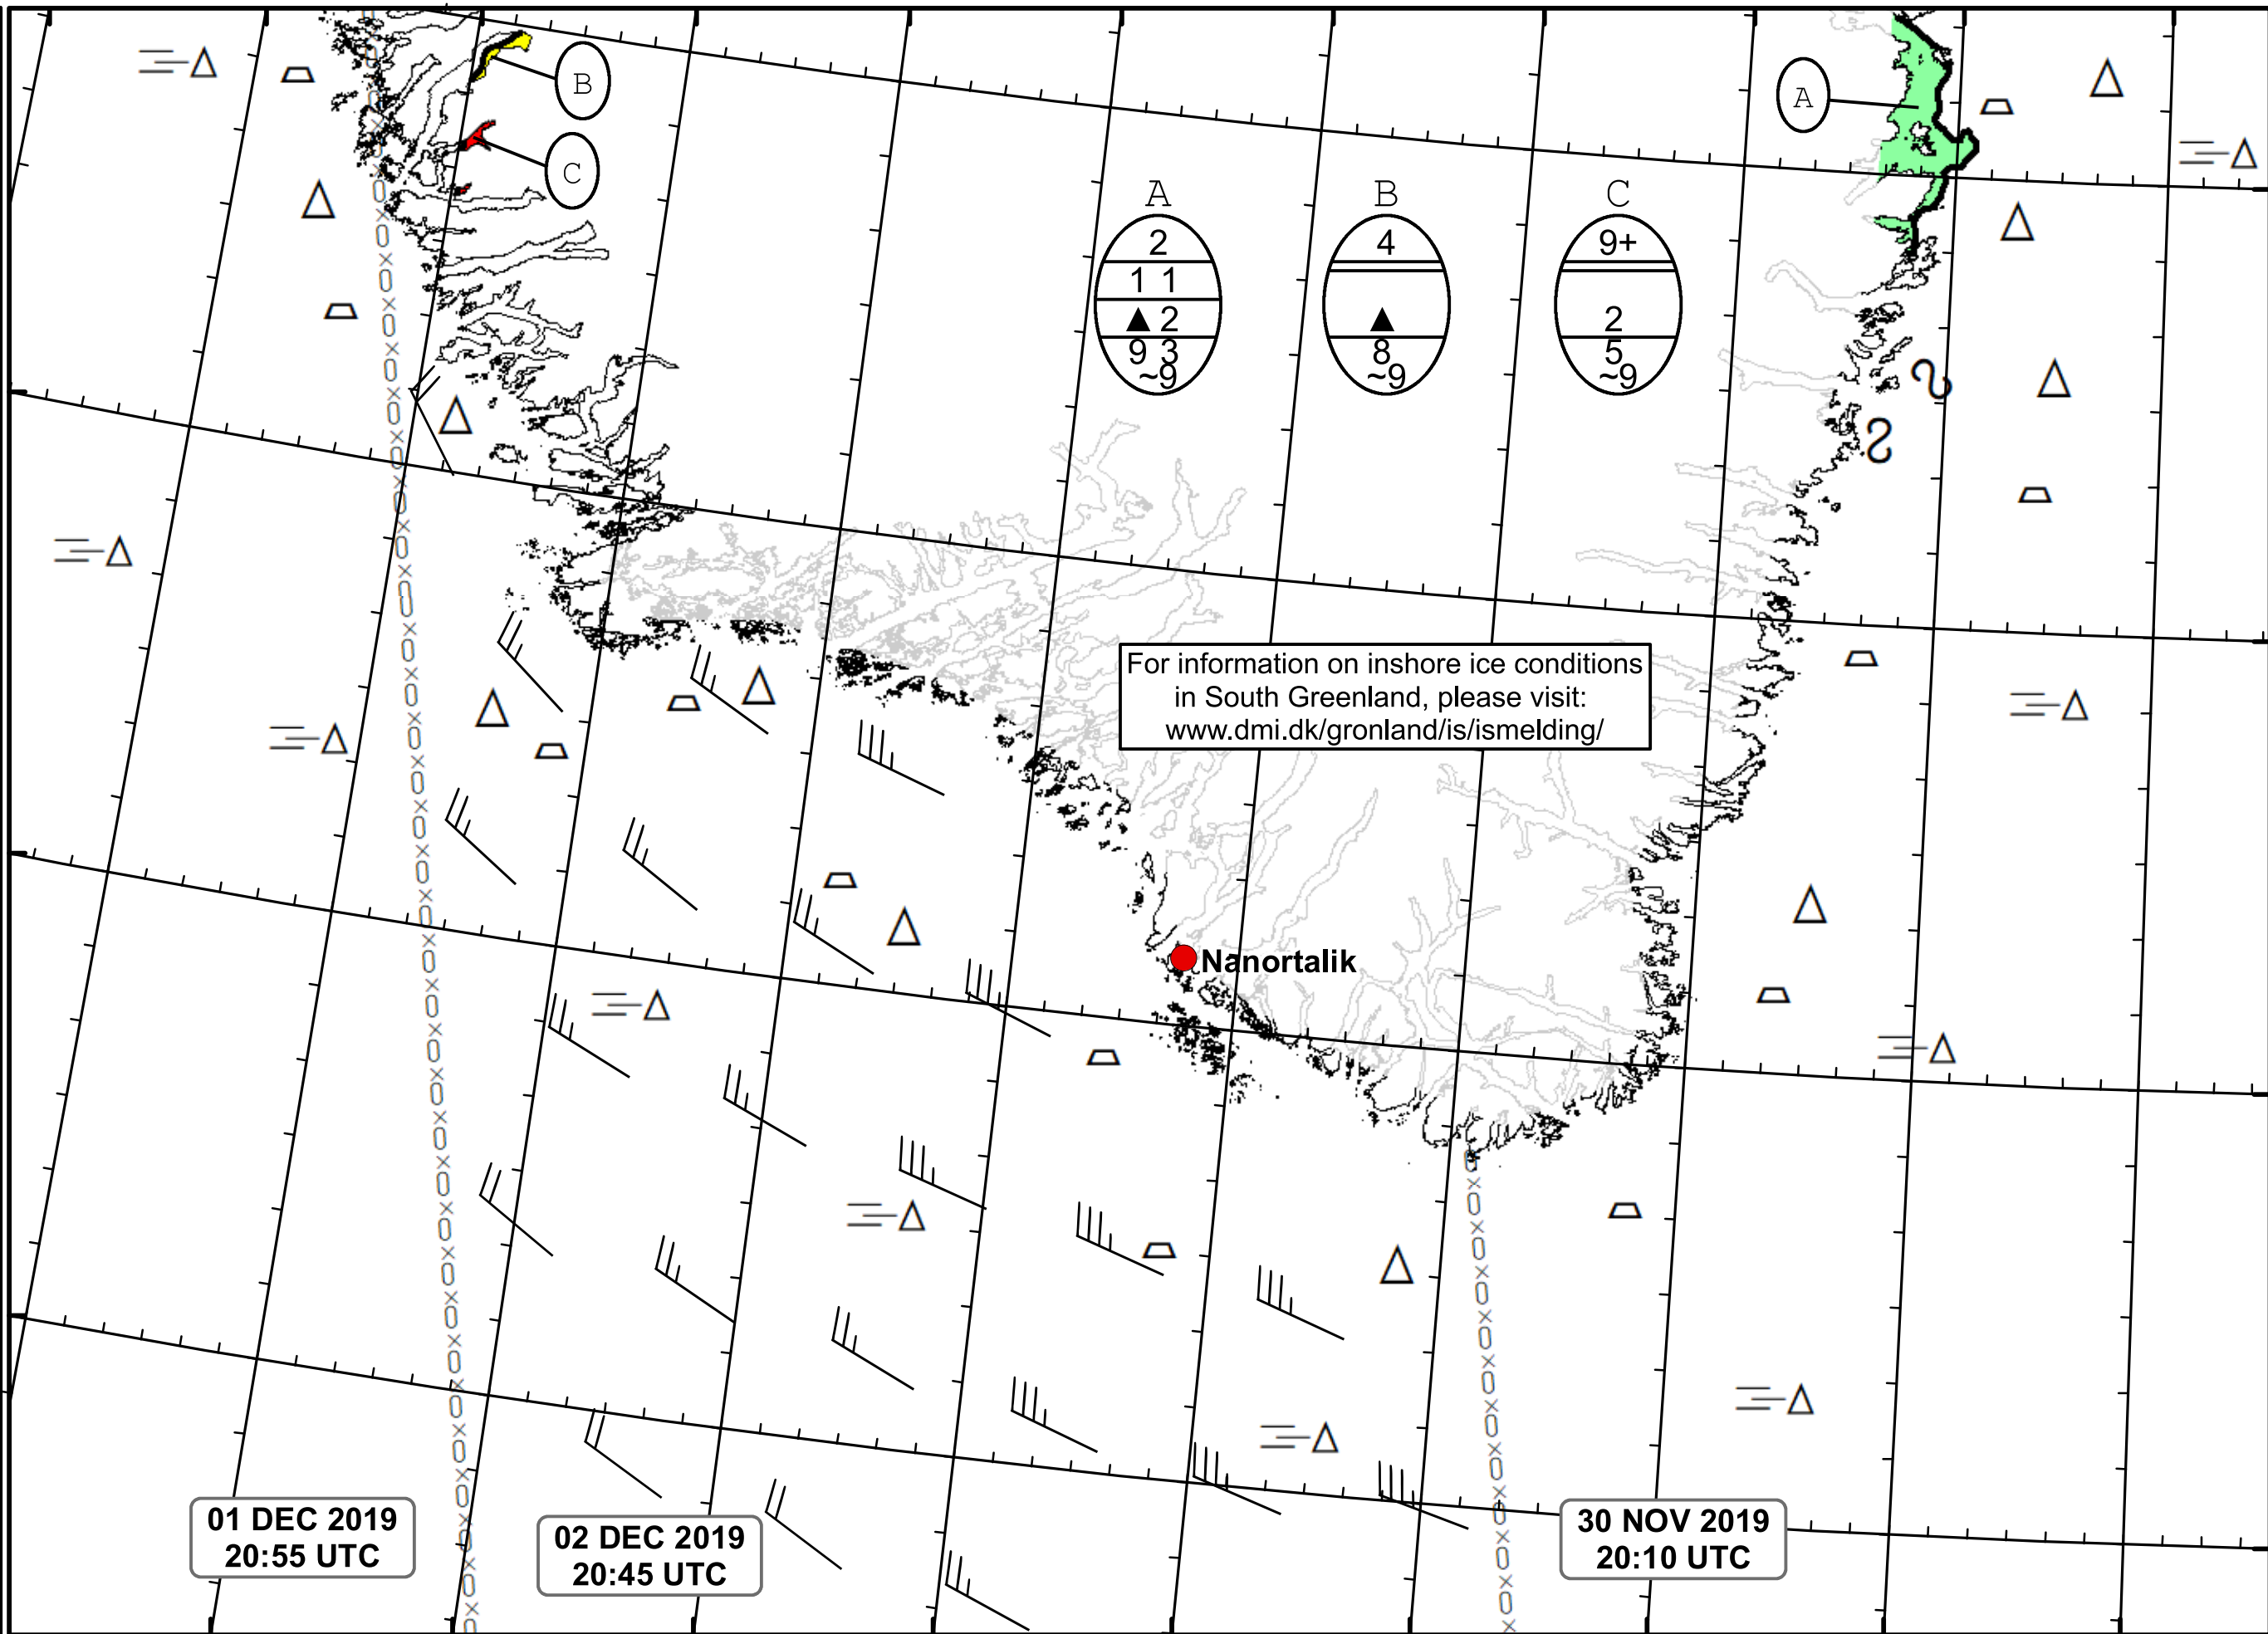 B
A
C
A
B
C
2
4
9+
1 1
▲ 2
▲
2
9 3
8
5
~9
~9
~9
For information on inshore ice conditions
in South Greenland, please visit:
www.dmi.dk/gronland/is/ismelding/
Nanortalik
01 DEC 2019
20:55 UTC
02 DEC 2019
20:45 UTC
30 NOV 2019
20:10 UTC